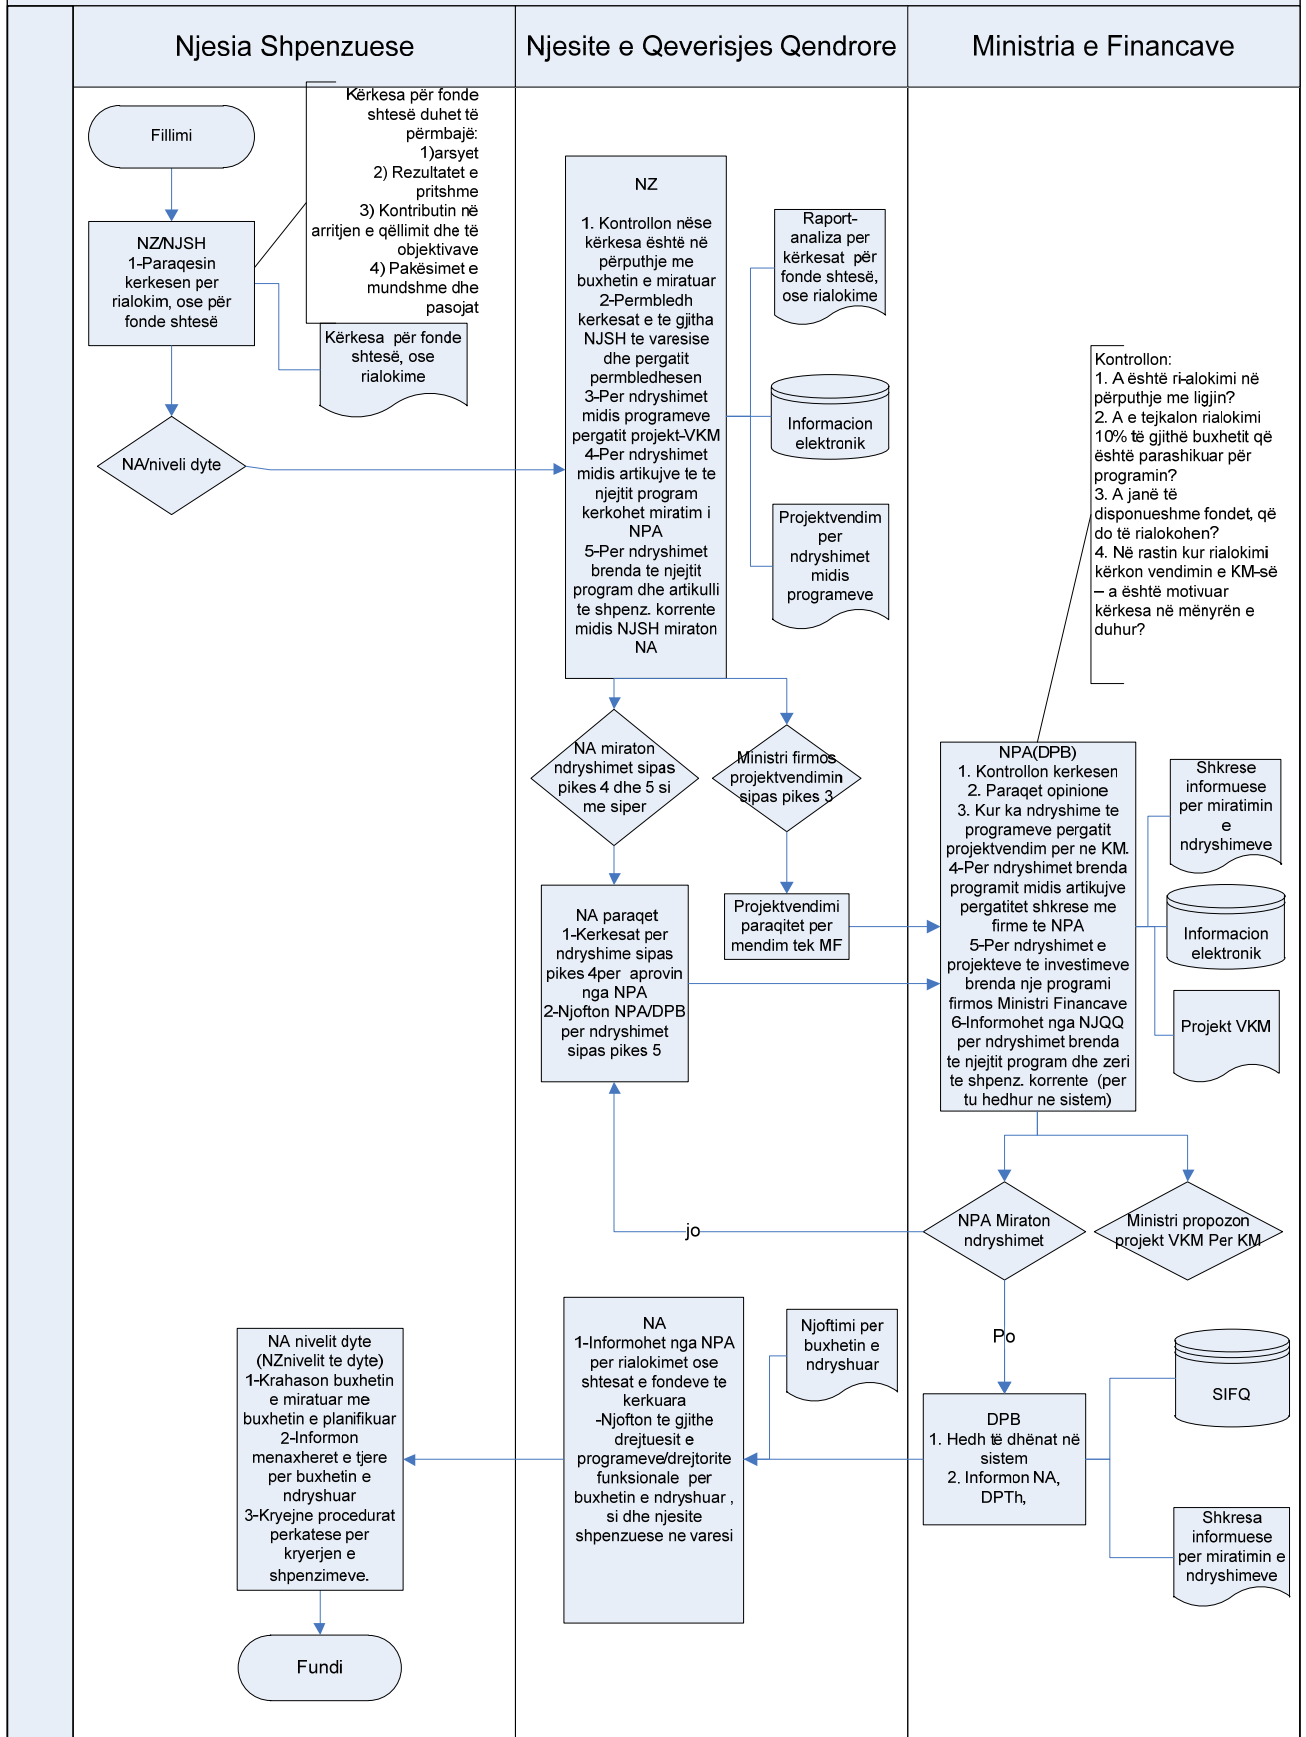 Njesia Shpenzuese
Njesite e Qeverisjes Qendrore
Ministria e Financave
Fillimi
Kërkesa për fonde
shtesë duhet të
përmbajë:
1)arsyet
2) Rezultatet e
pritshme
3) Kontributin në
arritjen e qëllimit dhe të
objektivave
4) Pakësimet e
mundshme dhe
pasojat
NZ/NJSH
1-Paraqesin
kerkesen per
rialokim, ose për
fonde shtesë
Kërkesa për fonde
shtesë, ose
rialokime
NA/niveli dyte
NZ
1. Kontrollon nëse
kërkesa është në
përputhje me
buxhetin e miratuar
2-Permbledh
kerkesat e te gjitha
NJSH te varesise
dhe pergatit
permbledhesen
3-Per ndryshimet
midis programeve
pergatit projekt-VKM
4-Per ndryshimet
midis artikujve te te
njejtit program
kerkohet miratim i
NPA
5-Per ndryshimet
brenda te njejtit
program dhe artikulli
te shpenz. korrente
midis NJSH miraton
NA
Raport-
analiza per
kërkesat për
fonde shtesë,
ose rialokime
Informacion
elektronik
Projektvendim
per
ndryshimet
midis
programeve
Kontrollon:
1. A është ri-alokimi në
përputhje me ligjin?
2. A e tejkalon rialokimi
10% të gjithë buxhetit që
është parashikuar për
programin?
3. A janë të
disponueshme fondet, që
do të rialokohen?
4. Në rastin kur rialokimi
kërkon vendimin e KM-së
– a është motivuar
kërkesa në mënyrën e
duhur?
NA miraton
ndryshimet sipas
pikes 4 dhe 5 si
me siper
Ministri firmos
projektvendimin
sipas pikes 3
NPA(DPB)
1. Kontrollon kerkesen
2. Paraqet opinione
3. Kur ka ndryshime te
programeve pergatit
projektvendim per ne KM.
4-Per ndryshimet brenda
programit midis artikujve
pergatitet shkrese me
firme te NPA
5-Per ndryshimet e
projekteve te investimeve
brenda nje programi
firmos Ministri Financave
6-Informohet nga NJQQ
per ndryshimet brenda
te njejtit program dhe zeri
te shpenz. korrente (per
tu hedhur ne sistem)
Shkrese
informuese
per miratimin
e
ndryshimeve
Informacion
elektronik
Projekt VKM
NA paraqet
1-Kerkesat per
ndryshime sipas
pikes 4per aprovin
nga NPA
2-Njofton NPA/DPB
per ndryshimet
sipas pikes 5
Projektvendimi
paraqitet per
mendim tek MF
jo
NPA Miraton
ndryshimet
Ministri propozon
projekt VKM Per KM
Po
NA nivelit dyte
(NZnivelit te dyte)
1-Krahason buxhetin
e miratuar me
buxhetin e planifikuar
2-Informon
menaxheret e tjere
per buxhetin e
ndryshuar
3-Kryejne procedurat
perkatese per
kryerjen e
shpenzimeve.
NA
1-Informohet nga NPA
per rialokimet ose
shtesat e fondeve te
kerkuara
-Njofton te gjithe
drejtuesit e
programeve/drejtorite
funksionale per
buxhetin e ndryshuar ,
si dhe njesite
shpenzuese ne varesi
Njoftimi per
buxhetin e
ndryshuar
DPB
1. Hedh të dhënat në
sistem
2. Informon NA,
DPTh,
SIFQ
Shkresa
informuese
per miratimin e
ndryshimeve
Fundi